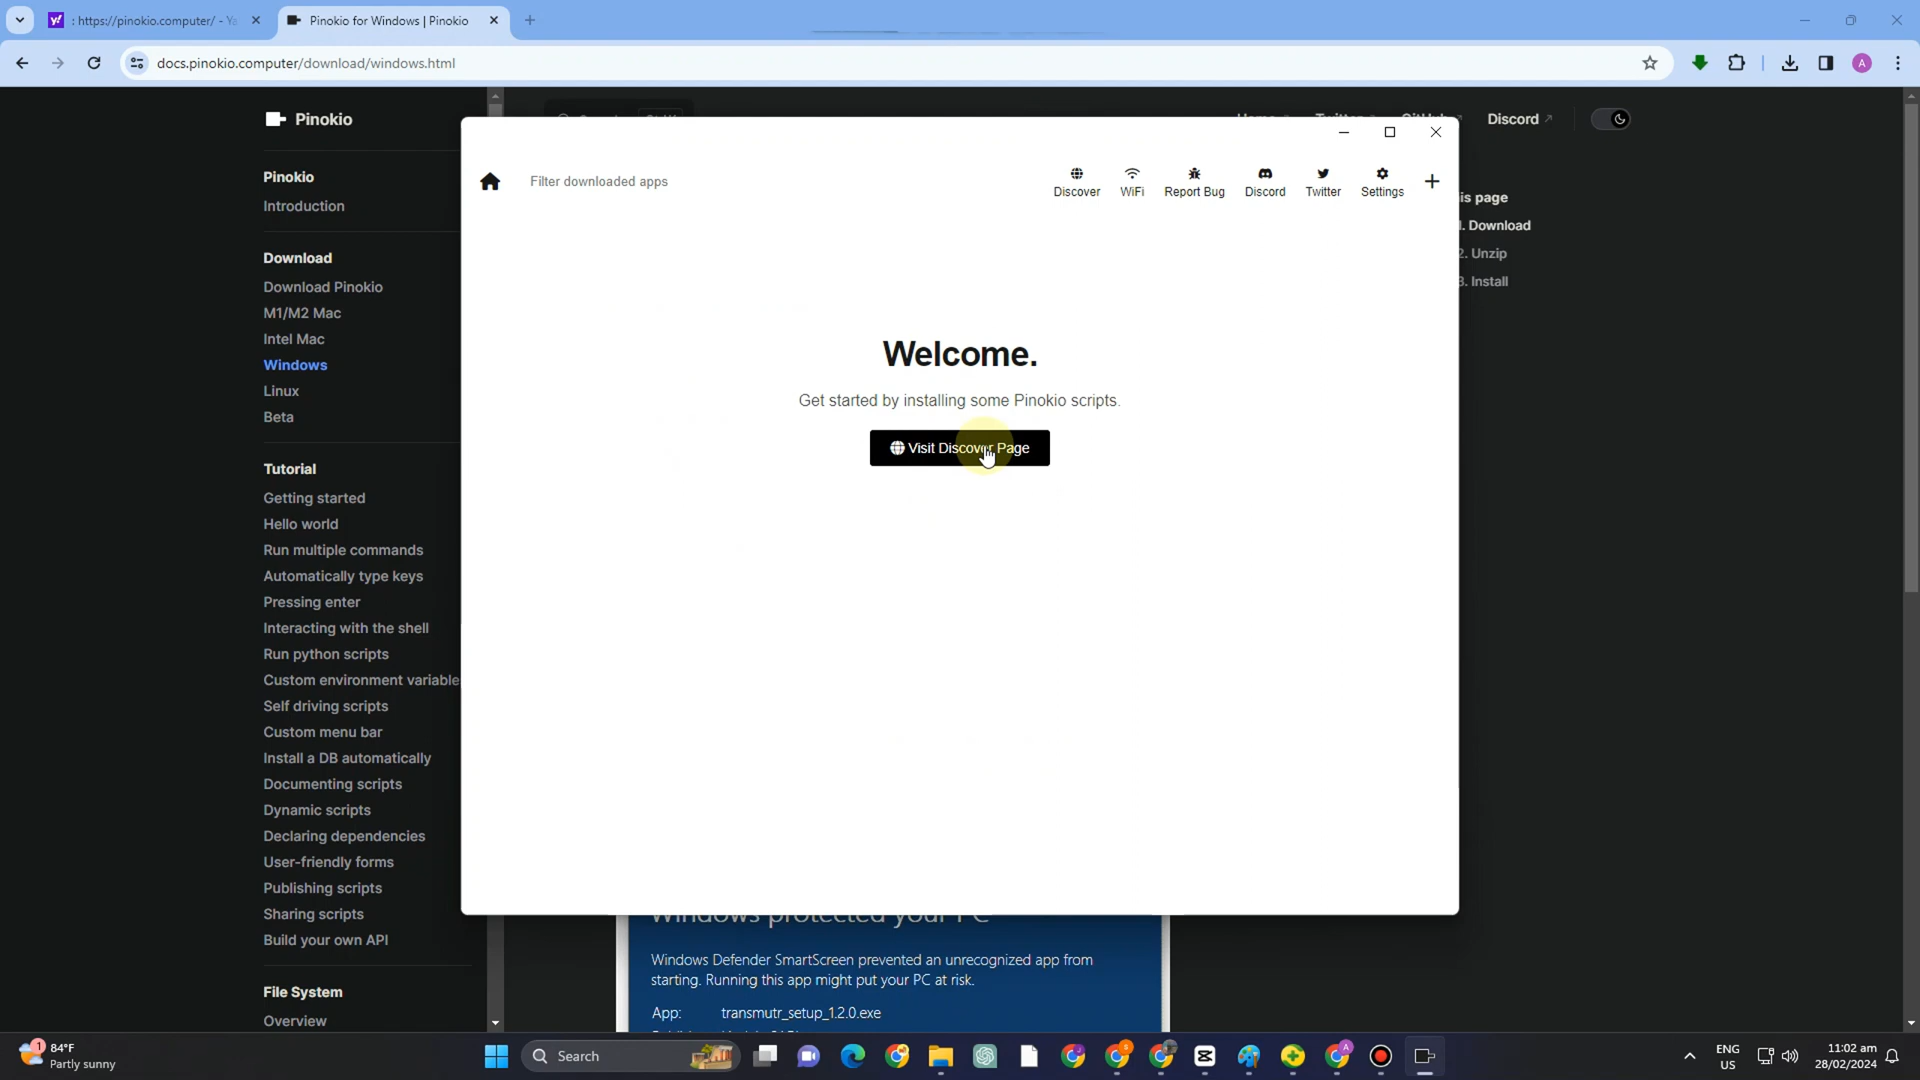 : https://pinokio.computer/ - Ya
Pinokio for Windows | Pinokio
docs.pinokio.computer/download/windows.html
A
Pinokio
Discord
Filter downloaded apps
Discover
WiFi
Report Bug
Discord
Twitter
Settings
Pinokio
Introduction
Download
Download Pinokio
M1/M2 Mac
Intel Mac
Windows
Linux
Beta
Tutorial
Getting started
Hello world
Run multiple commands
Automatically type keys
Pressing enter
Interacting with the shell
Run python scripts
Custom environment variable
Self driving scripts
Custom menu bar
Install a DB automatically
Documenting scripts
Dynamic scripts
Declaring dependencies
User-friendly forms
Publishing scripts
Sharing scripts
Build your own API
File System
Overview
Welcome.
Get started by installing some Pinokio scripts.
Visit Discover Page
is page
. Download
2. Unzip
3. Install
Windows protected your PC
Windows Defender SmartScreen prevented an unrecognized app from
starting. Running this app might put your PC at risk.
App: transmutr_setup_1.2.0.exe
1
84°F
Partly sunny
Search
ENG
US
11:02 am
28/02/2024